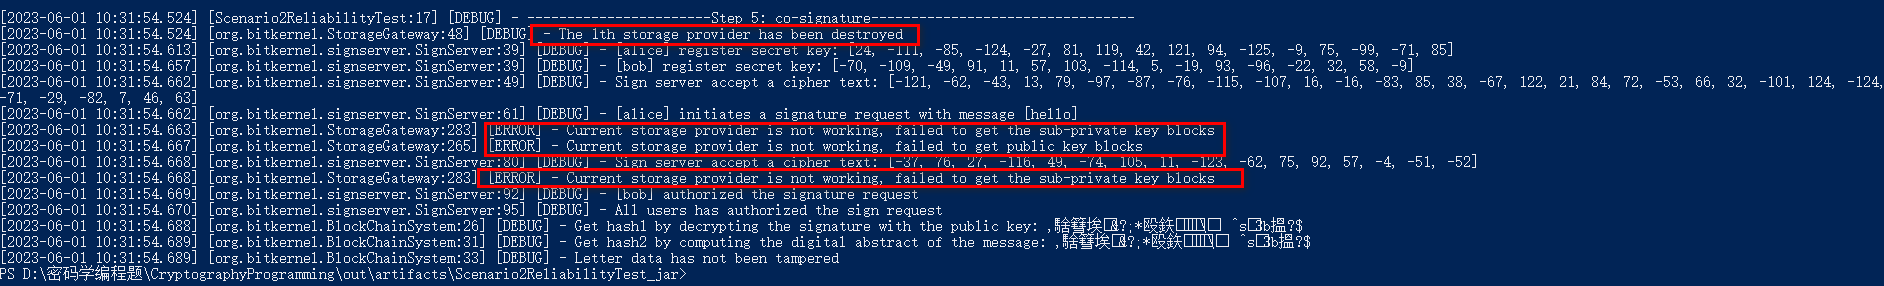 [2023-06-01 10:31:54.524] [Scenario2ReliabilityTest:17] [DEBUG] - -----------------------Step 5: co-signature---------------------------------
[2023-06-01 10:31:54.524] [org.bitkernel.StorageGateway:48] [DEBUG] - The 1th storage provider has been destroyed
[2023-06-01 10:31:54.613] [org.bitkernel.signserver.SignServer:39] [DEBUG] - [alice] register secret key: [24, -111, -85, -124, -27, 81, 119, 42, 121, 94, -125, -9, 75, -99, -71, 85]
[2023-06-01 10:31:54.657] [org.bitkernel.signserver.SignServer:39] [DEBUG] - [bob] register secret key: [-70, -109, -49, 91, 11, 57, 103, -114, 5, -19, 93, -96, -22, 32, 58, -9]
[2023-06-01 10:31:54.662] [org.bitkernel.signserver.SignServer:49] [DEBUG] - Sign server accept a cipher text: [-121, -62, -43, 13, 79, -97, -87, -76, -115, -107, 16, -16, -83, 85, 38, -67, 122, 21, 84, 72, -53, 66, 32, -101, 124, -124,
-71, -29, -82, 7, 46, 63]
[2023-06-01 10:31:54.662] [org.bitkernel.signserver.SignServer:61] [DEBUG] - [alice] initiates a signature request with message [hello]
[2023-06-01 10:31:54.663] [org.bitkernel.StorageGateway:283] [ERROR] - Current storage provider is not working, failed to get the sub-private key blocks
[2023-06-01 10:31:54.667] [org.bitkernel.StorageGateway:265] [ERROR] - Current storage provider is not working, failed to get public key blocks
[2023-06-01 10:31:54.668] [org.bitkernel.signserver.SignServer:80] [DEBUG] - Sign server accept a cipher text: [-37, 76, 27, -116, 49, -74, 105, 11, -123, -62, 75, 92, 57, -4, -51, -52]
[2023-06-01 10:31:54.668] [org.bitkernel.StorageGateway:283] [ERROR] - Current storage provider is not working, failed to get the sub-private key blocks
[2023-06-01 10:31:54.669] [org.bitkernel.signserver.SignServer:92] [DEBUG] - [bob] authorized the signature request
[2023-06-01 10:31:54.670] [org.bitkernel.signserver.SignServer:95] [DEBUG] - All users has authorized the sign request
[2023-06-01 10:31:54.689] [org.bitkernel.BlockChainSystem:26] [DEBUG] - Get hash1 by decrypting the signature with the public key:
[2023-06-01 10:31:54.689] [org.bitkernel.BlockChainSystem:31] [DEBUG] - Get hash2 by computing the digital abstract of the message:
[2023-06-01 10:31:54.689] [org.bitkernel.BlockChainSystem:33] [DEBUG] - Letter data has not been tampered
PS D:\密码学编程题\CryptographyProgramming\out\artifacts\Scenario2ReliabilityTest_jar>